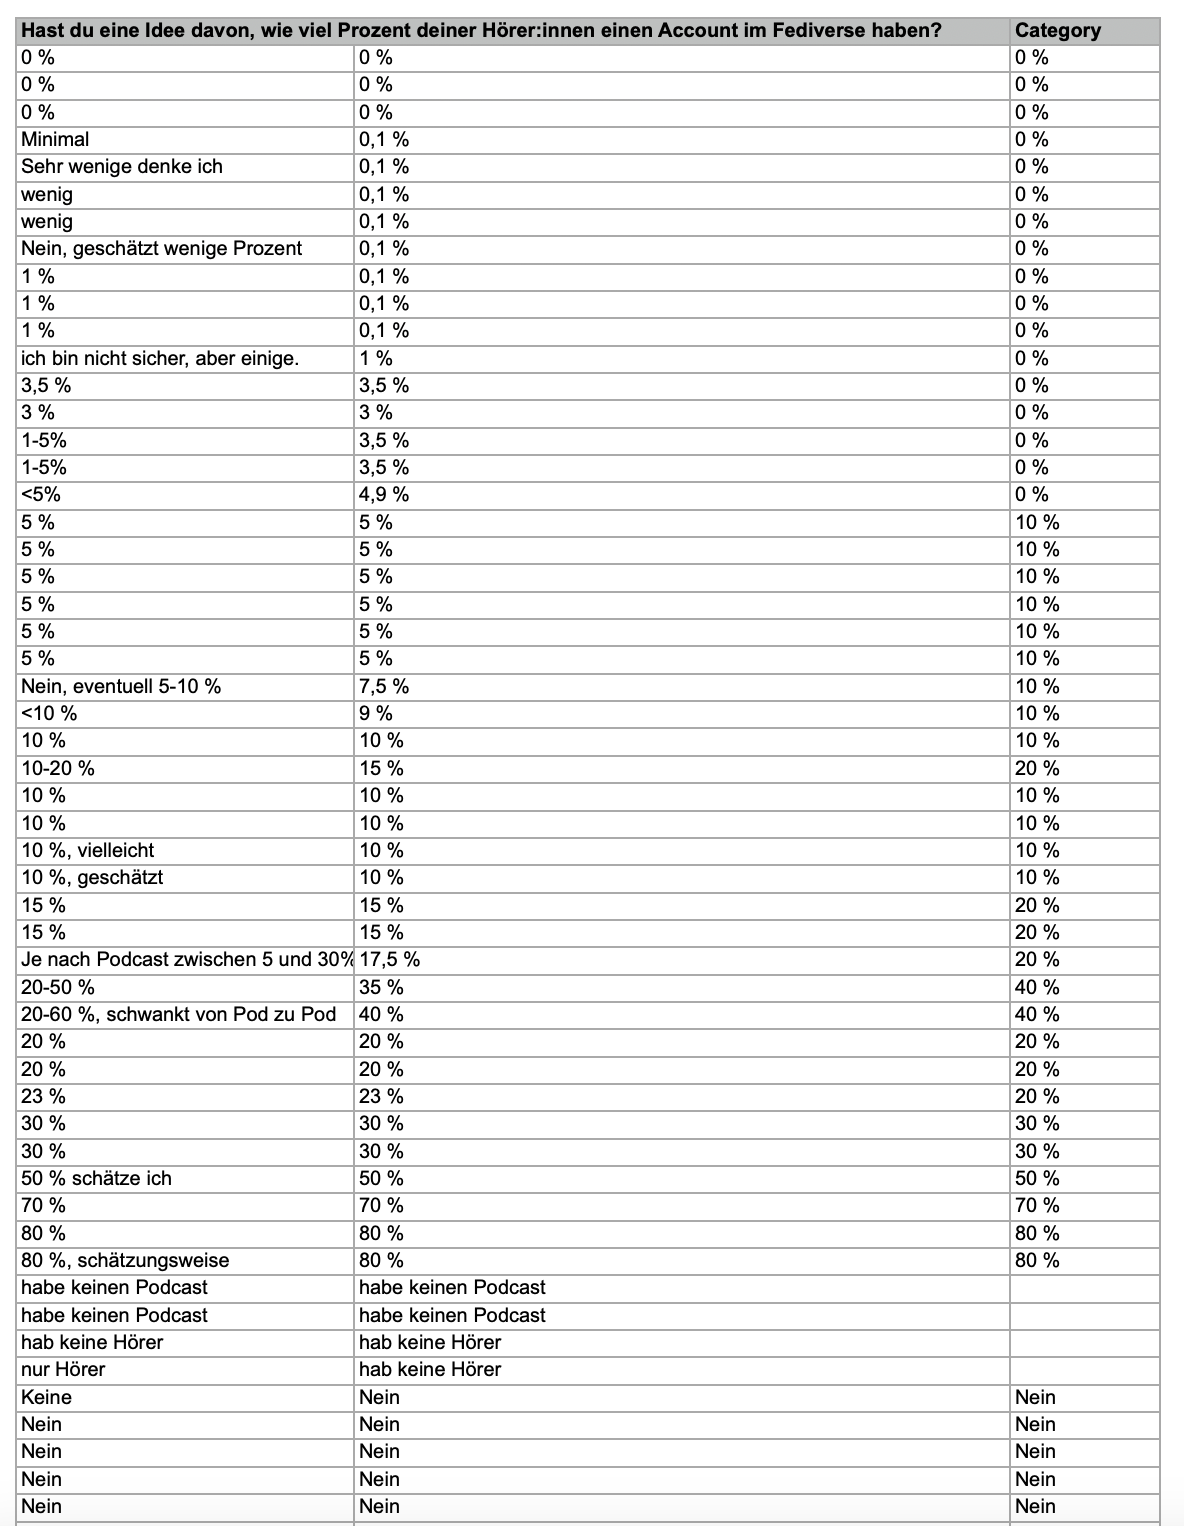 Hast du eine Idee davon, wie viel Prozent deiner Hörer:innen einen Account im Fediverse haben? Category
0 % 0 % 0 %
0 % 0 % 0 %
0 % 0 % 0 %
Minimal 0,1 % 0 %
Sehr wenige denke ich 0,1 % 0 %
wenig 0,1 % 0 %
wenig 0,1 % 0 %
Nein, geschätzt wenige Prozent 0,1 % 0 %
1 % 0,1 % 0 %
1 % 0,1 % 0 %
1 % 0,1 % 0 %
ich bin nicht sicher, aber einige. 1 % 0 %
3,5 % 3,5 % 0 %
3 % 3 % 0 %
1-5% 3,5 % 0 %
1-5% 3,5 % 0 %
<5% 4,9 % 0 %
5 % 5 % 10 %
5 % 5 % 10 %
5 % 5 % 10 %
5 % 5 % 10 %
5 % 5 % 10 %
5 % 5 % 10 %
Nein, eventuell 5-10 % 7,5 % 10 %
<10 % 9 % 10 %
10 % 10 % 10 %
10-20 % 15 % 20 %
10 % 10 % 10 %
10 % 10 % 10 %
10 %, vielleicht 10 % 10 %
10 %, geschätzt 10 % 10 %
15 % 15 % 20 %
15 % 15 % 20 %
Je nach Podcast zwischen 5 und 30% 17,5 % 20 %
20-50 % 35 % 40 %
20-60 %, schwankt von Pod zu Pod 40 % 40 %
20 % 20 % 20 %
20 % 20 % 20 %
23 % 23 % 20 %
30 % 30 % 30 %
30 % 30 % 30 %
50 % schätze ich 50 % 50 %
70 % 70 % 70 %
80 % 80 % 80 %
80 %, schätzungsweise 80 % 80 %
habe keinen Podcast habe keinen Podcast
habe keinen Podcast habe keinen Podcast
hab keine Hörer hab keine Hörer
nur Hörer hab keine Hörer
Keine Nein Nein
Nein Nein Nein
Nein Nein Nein
Nein Nein Nein
Nein Nein Nein